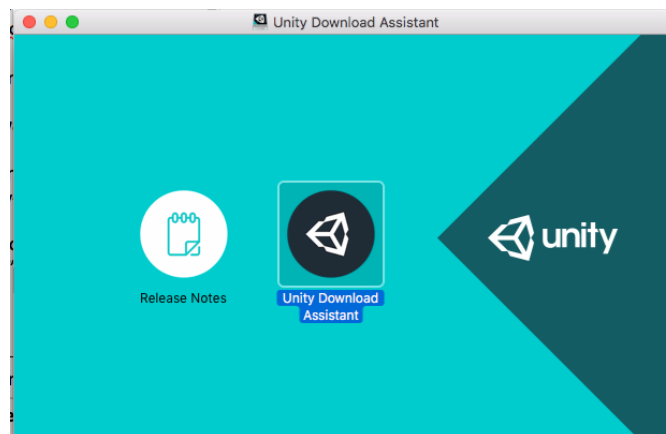 Unity Download Assistant
unity
Release Notes
Unity Download
Assistant